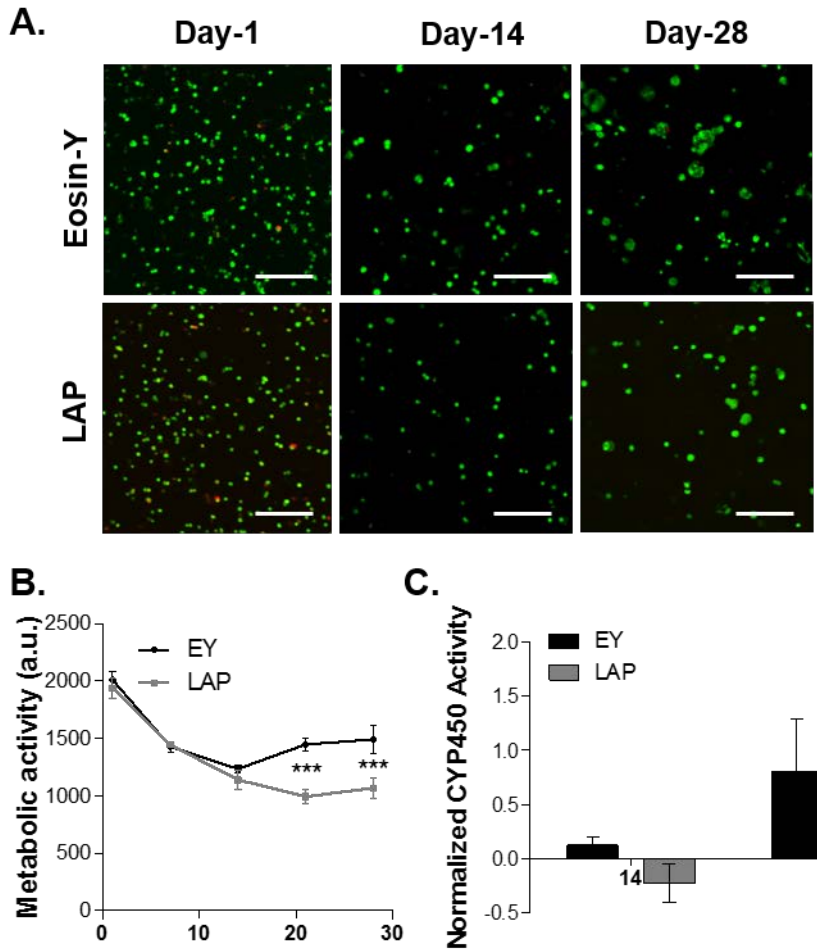 A.
Day-1 Day-14 Day-28
Eosin-Y
LAP
B.
Metabolic activity (a.u.)
2500
2000
1500
1000
500
0
EY
LAP
*** ***
0 10 20 30
C.
Normalized CYP450 Activity
2.0
1.5
1.0
0.5
0.0
-0.5
EY
LAP
14